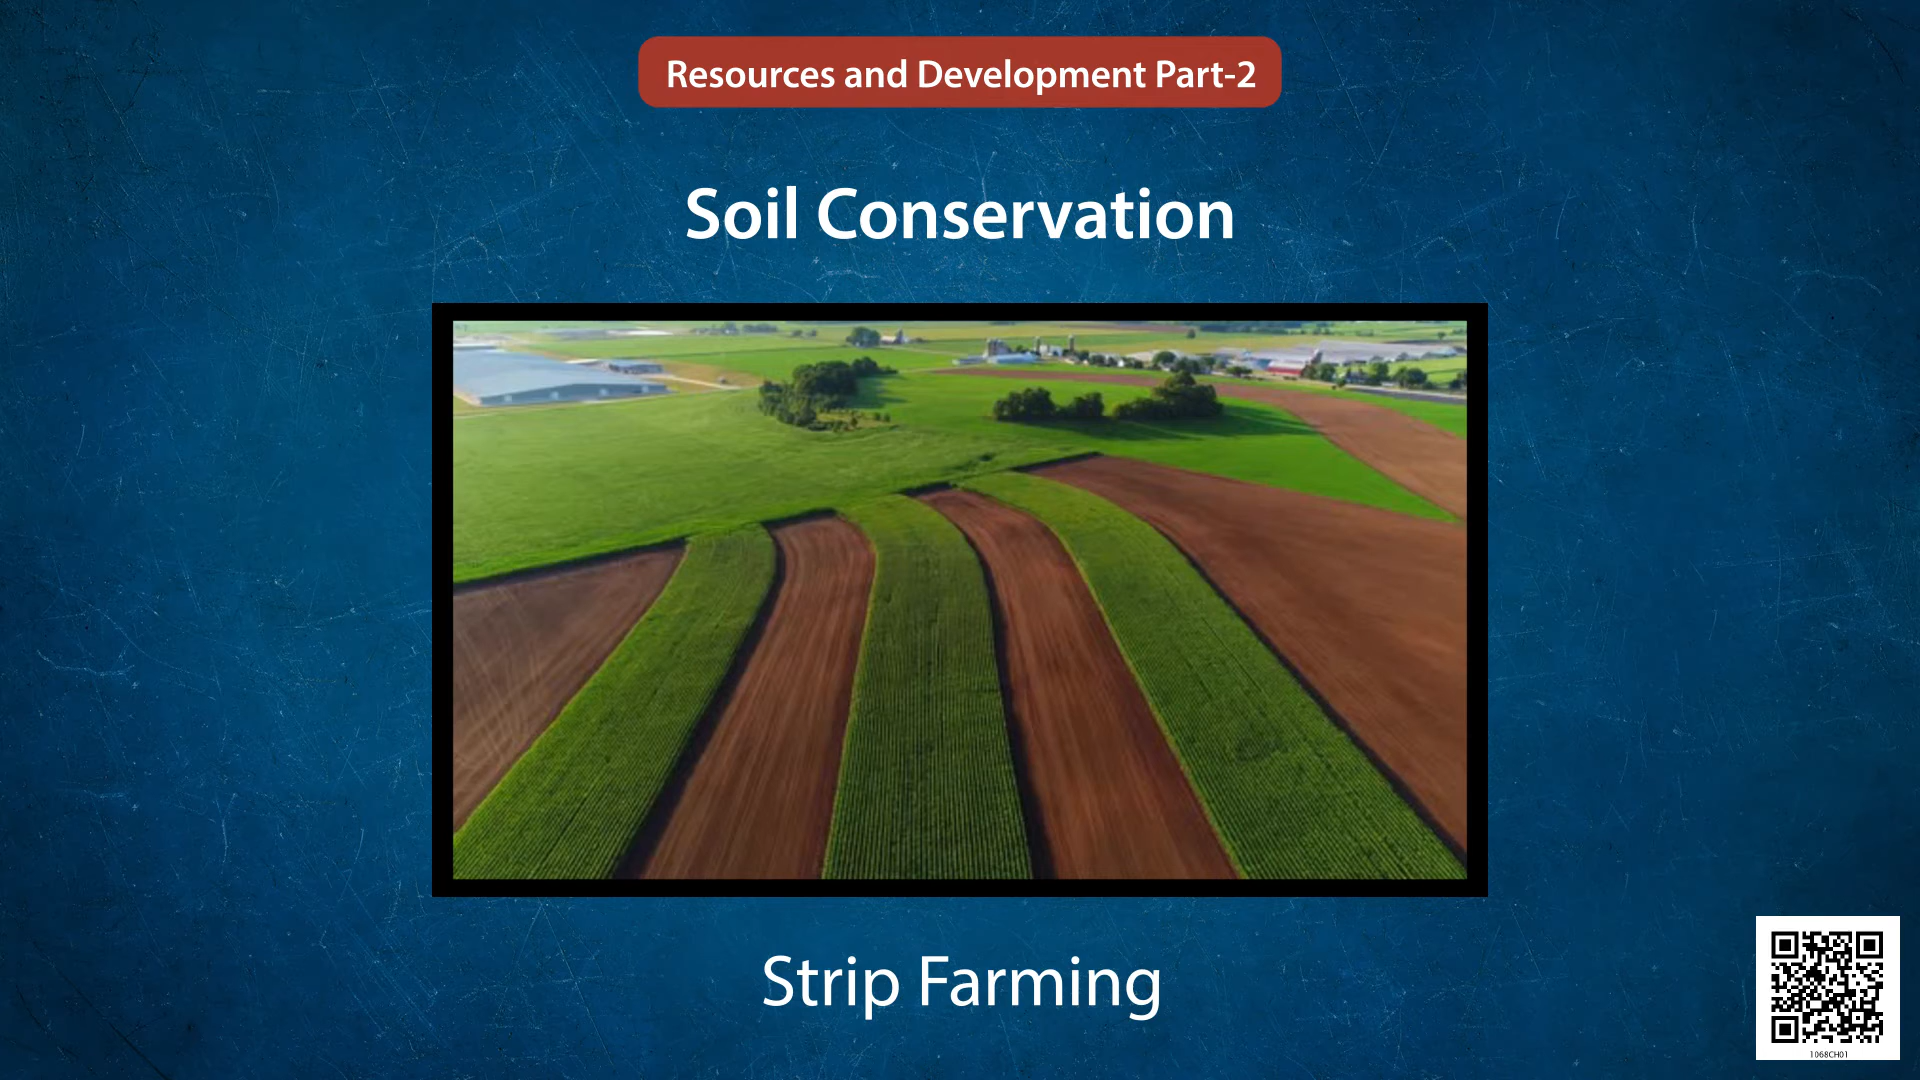 Resources and Development Part-2
Soil Conservation
Strip Farming
1068CH01